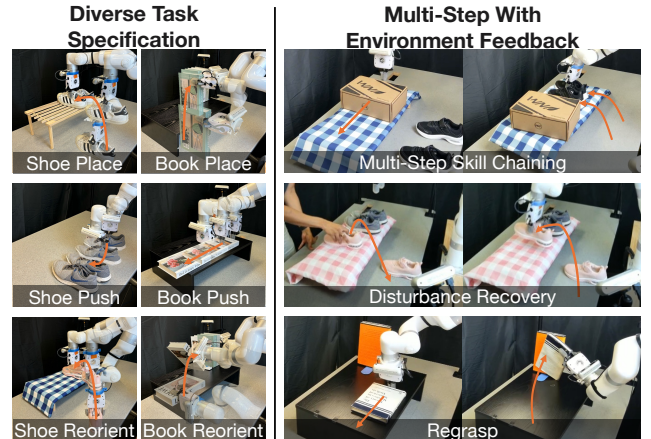 Diverse Task
Specification
Multi-Step With
Environment Feedback
Shoe Place
Book Place
Multi-Step Skill Chaining
Shoe Push
Book Push
Disturbance Recovery
Shoe Reorient
Book Reorient
Regrasp